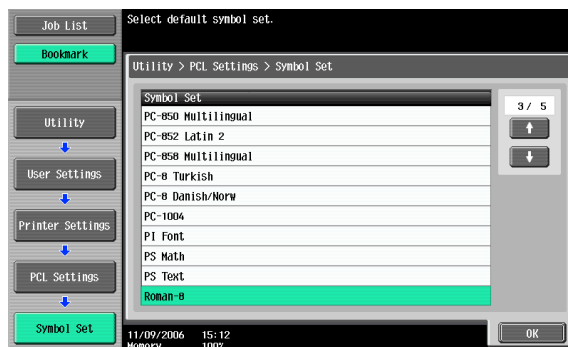 Job List
Bookmark
Select default symbol set.
Utility > PCL Settings > Symbol Set
Utility
User Settings
Printer Settings
PCL Settings
Symbol Set
Symbol Set
PC-850 Multilingual
PC-852 Latin 2
PC-858 Multilingual
PC-8 Turkish
PC-8 Danish/Norw
PC-1004
PI Font
PS Math
PS Text
Roman-8
3/ 5
11/09/2006 15:12
Memory 100%
OK